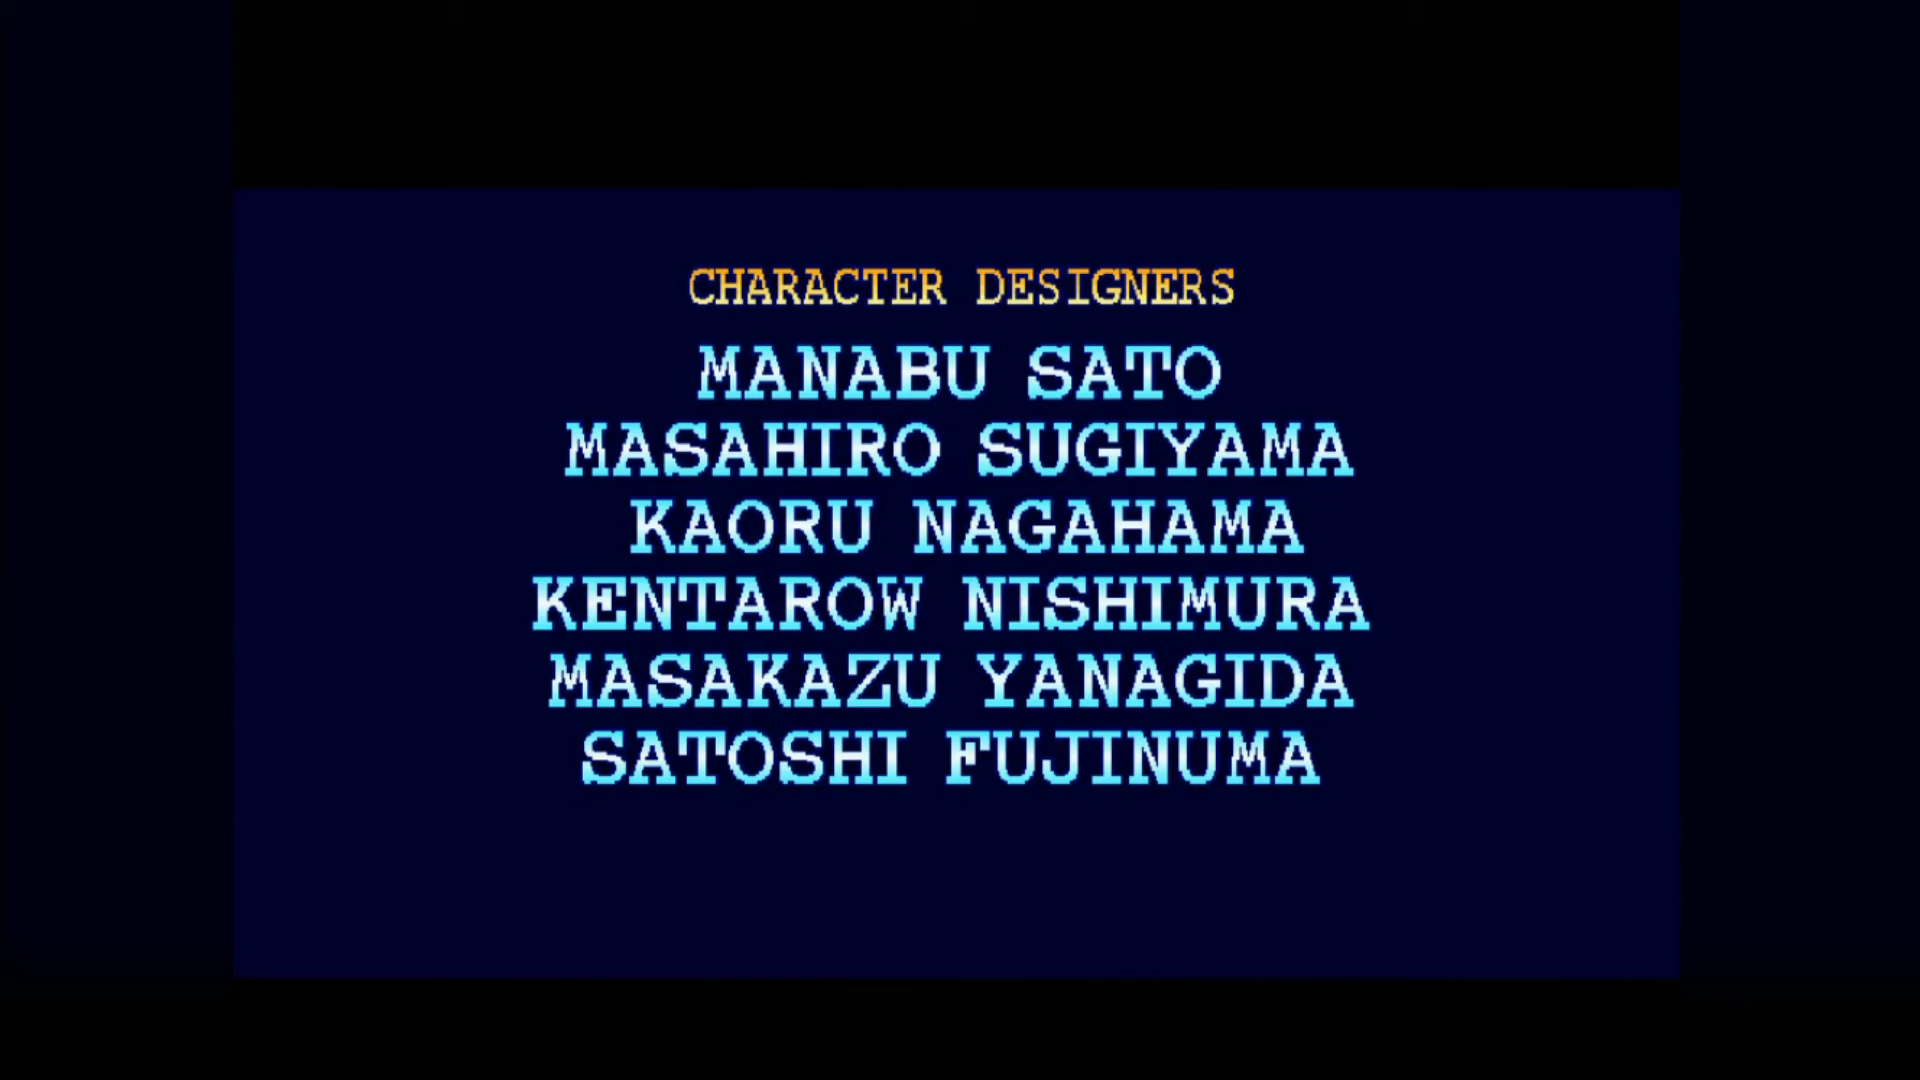 CHARACTER DESIGNERS
MANABU SATO
MASAHIRO SUGIYAMA
KAORU NAGAHAMA
KENTAROW NISHIMURA
MASAKAZU YANAGIDA
SATOSHI FUJINUMA